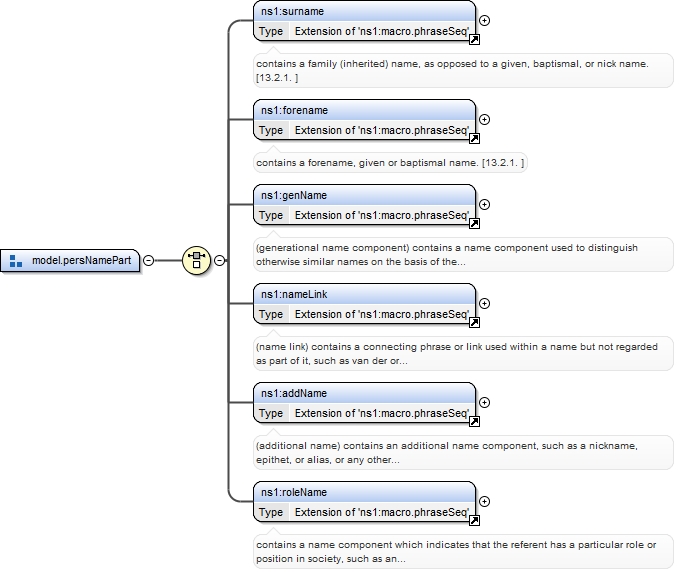 ns1:surname
Type Extension of 'ns1:macro.phraseSeq'
contains a family (inherited) name, as opposed to a given, baptismal, or nick name.
[13.2.1. ]
ns1:forename
Type Extension of 'ns1:macro.phraseSeq'
contains a forename, given or baptismal name. [13.2.1. ]
ns1:genName
Type Extension of 'ns1:macro.phraseSeq'
(generational name component) contains a name component used to distinguish
otherwise similar names on the basis of the...
model.persNamePart
ns1:nameLink
Type Extension of 'ns1:macro.phraseSeq'
(name link) contains a connecting phrase or link used within a name but not regarded
as part of it, such as van der or...
ns1:addName
Type Extension of 'ns1:macro.phraseSeq'
(additional name) contains an additional name component, such as a nickname,
epithet, or alias, or any other...
ns1:roleName
Type Extension of 'ns1:macro.phraseSeq'
contains a name component which indicates that the referent has a particular role or
position in society, such as an...